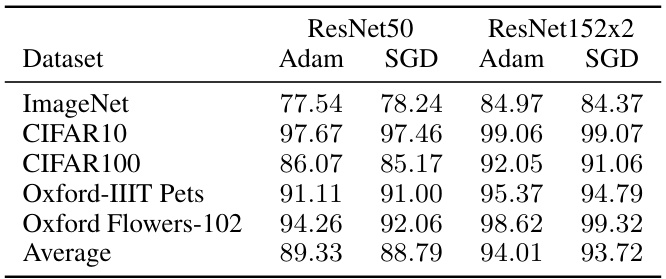 ResNet50 ResNet152x2
Dataset Adam SGD Adam SGD
ImageNet 77.54 78.24 84.97 84.37
CIFAR10 97.67 97.46 99.06 99.07
CIFAR100 86.07 85.17 92.05 91.06
Oxford-IIIT Pets 91.11 91.00 95.37 94.79
Oxford Flowers-102 94.26 92.06 98.62 99.32
Average 89.33 88.79 94.01 93.72